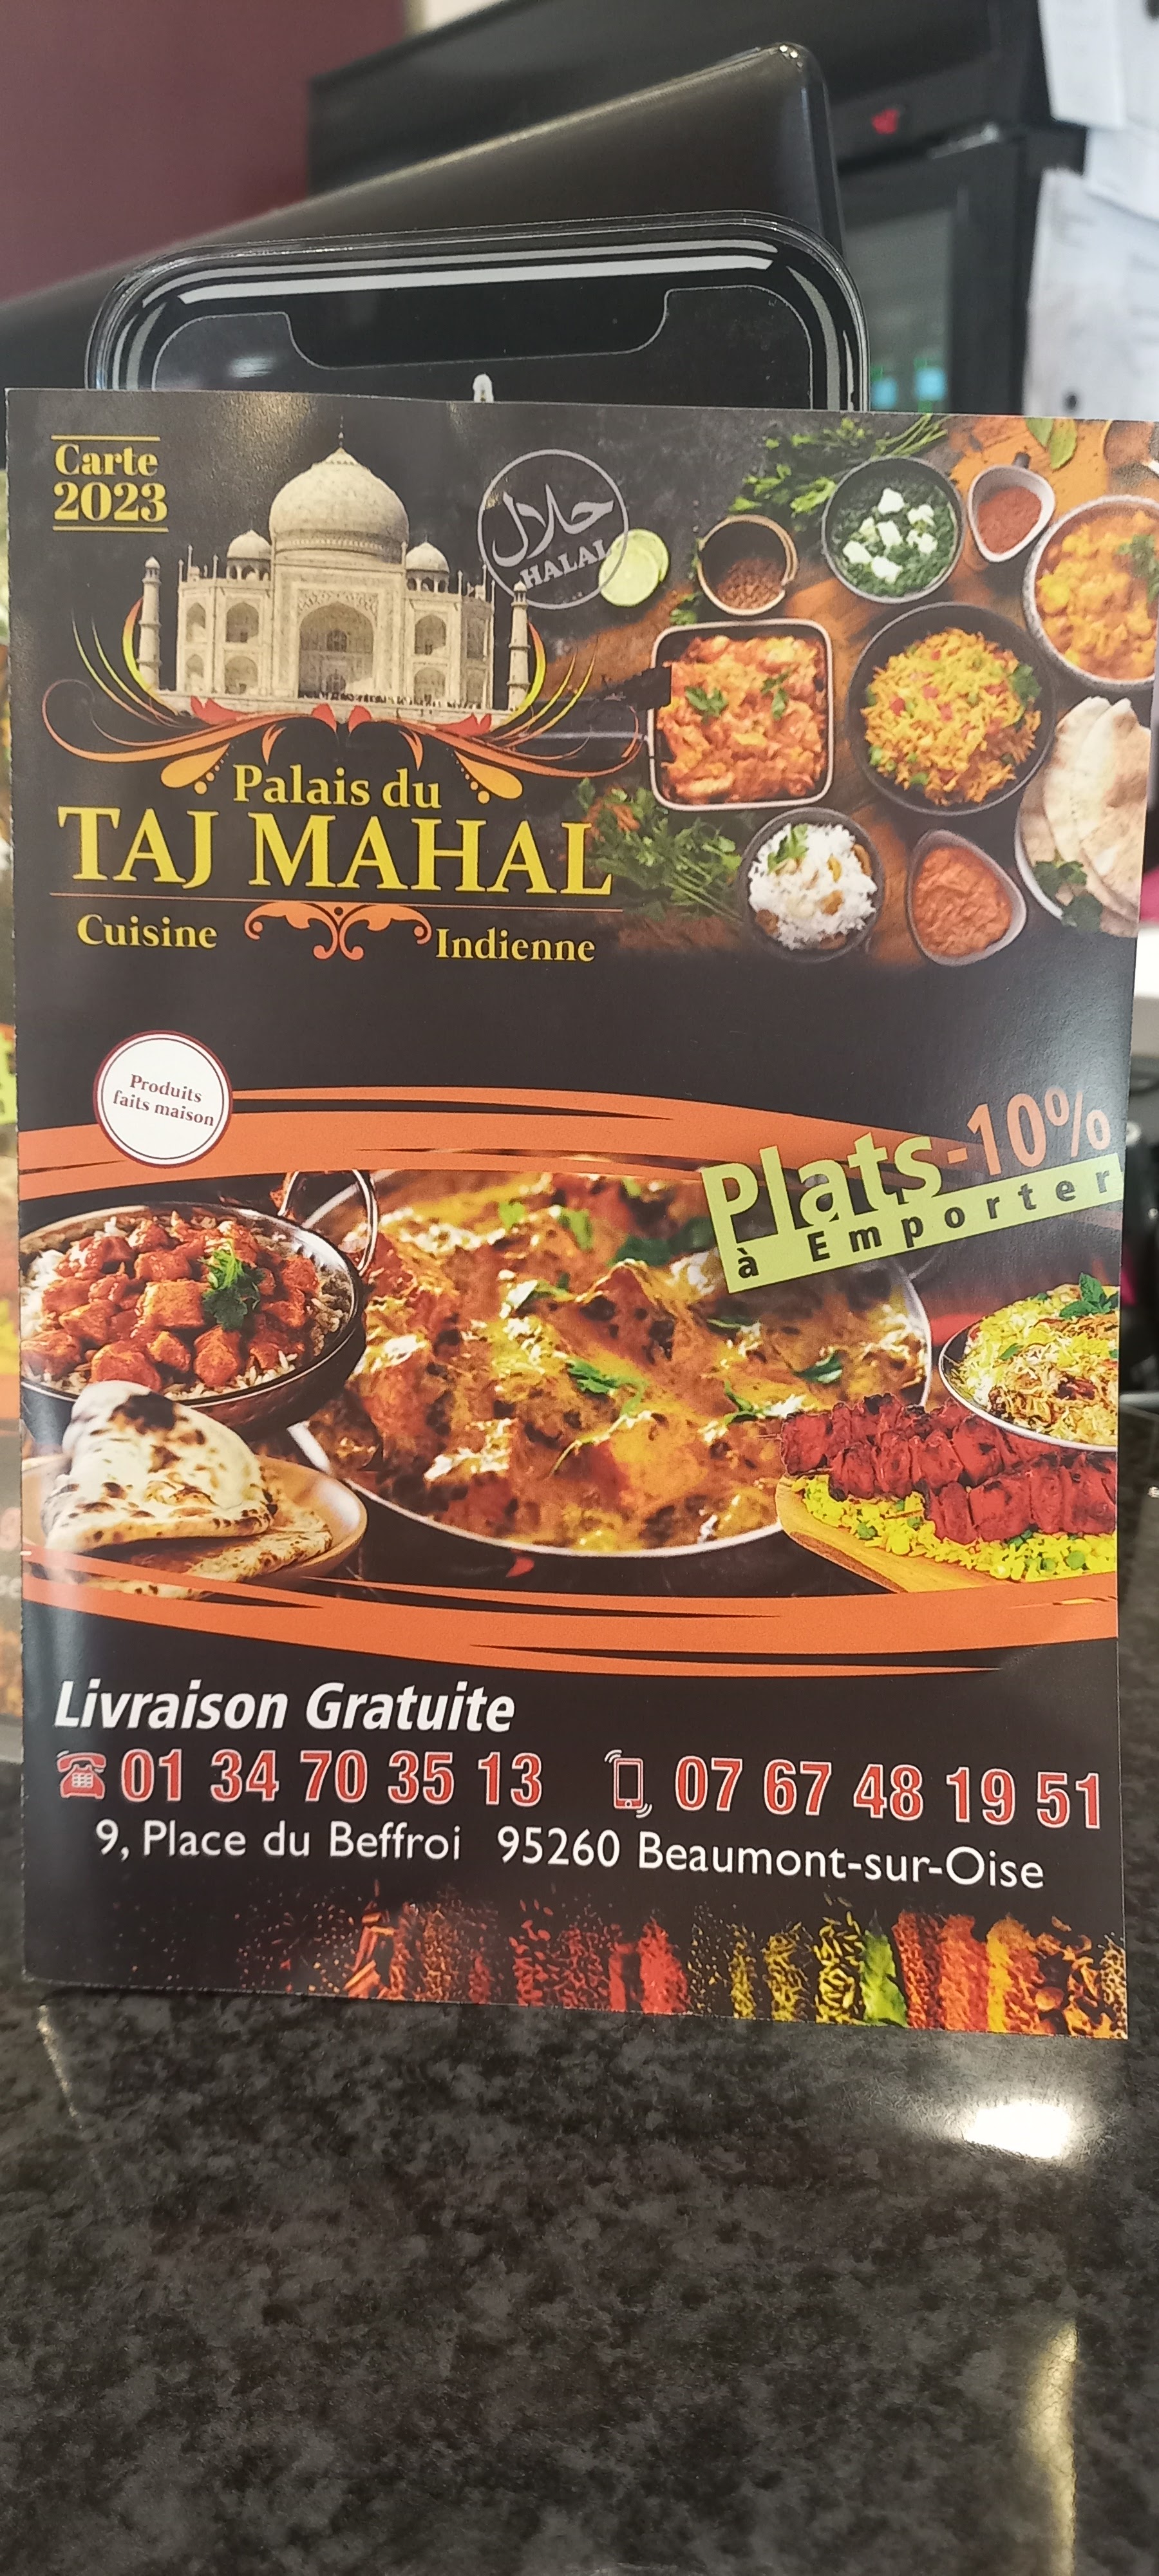 Carte
2023
حلال
HALAL
Palais du
TAJ MAHAL
Cuisine Indienne
Produits
faits maison
Plats -10%
à Emporter
Livraison Gratuite
01 34 70 35 13 07 67 48 19 51
9, Place du Beffroi 95260 Beaumont-sur-Oise